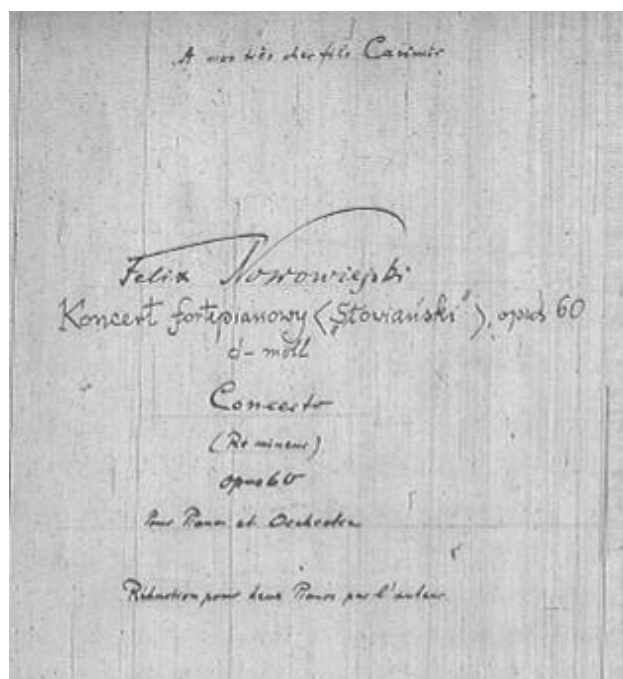 A mon très cher fils Casimir
Felix Nowowiejski
Koncert fortepianowy („Słowiański”), opus 60
d-moll
Concerto
(Re mineur)
opus 60
Pour Piano et Orchestre
Réduction pour deux Pianos par l'auteur